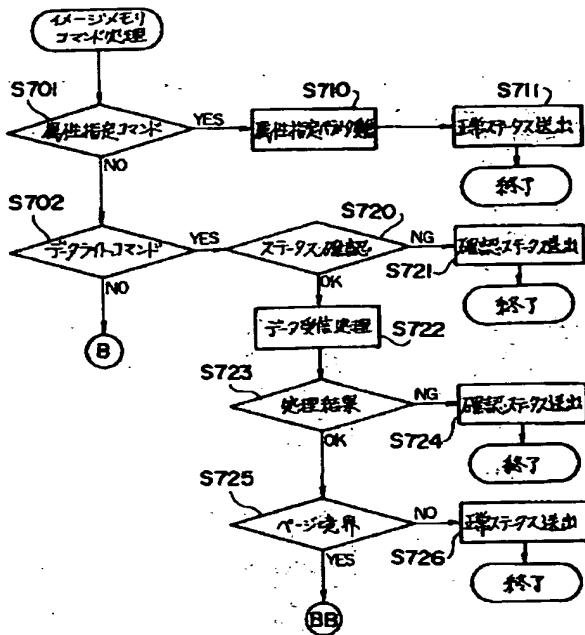 イメージメモリ
コマンド処理
S701
属性指定コマンド
YES
NO
S710
属性指定パラメータ
S711
正常ステータス送出
終了
S702
データライトコマンド
YES
NO
B
S720
ステータス確認
NG
OK
確認ステータス送出
S721
終了
データ受信処理
S722
S723
処理結果
NG
OK
確認ステータス送出
S724
終了
S725
ページ境界
NO
YES
正常ステータス送出
S726
終了
BB